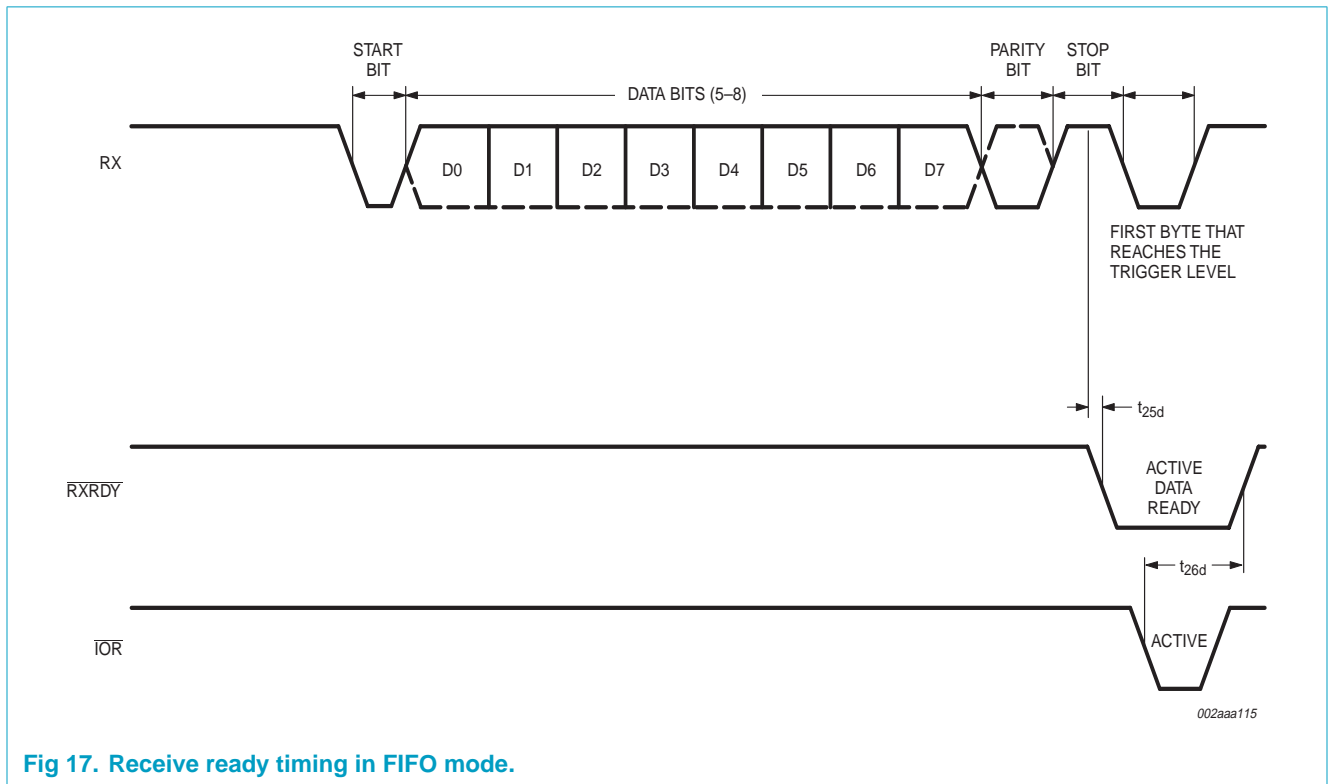 START
BIT
PARITY
BIT
STOP
BIT
DATA BITS (5–8)
RX
D0
D1
D2
D3
D4
D5
D6
D7
FIRST BYTE THAT
REACHES THE
TRIGGER LEVEL
t25d
RXRDY
ACTIVE
DATA
READY
t26d
IOR
ACTIVE
002aaa115
Fig 17. Receive ready timing in FIFO mode.